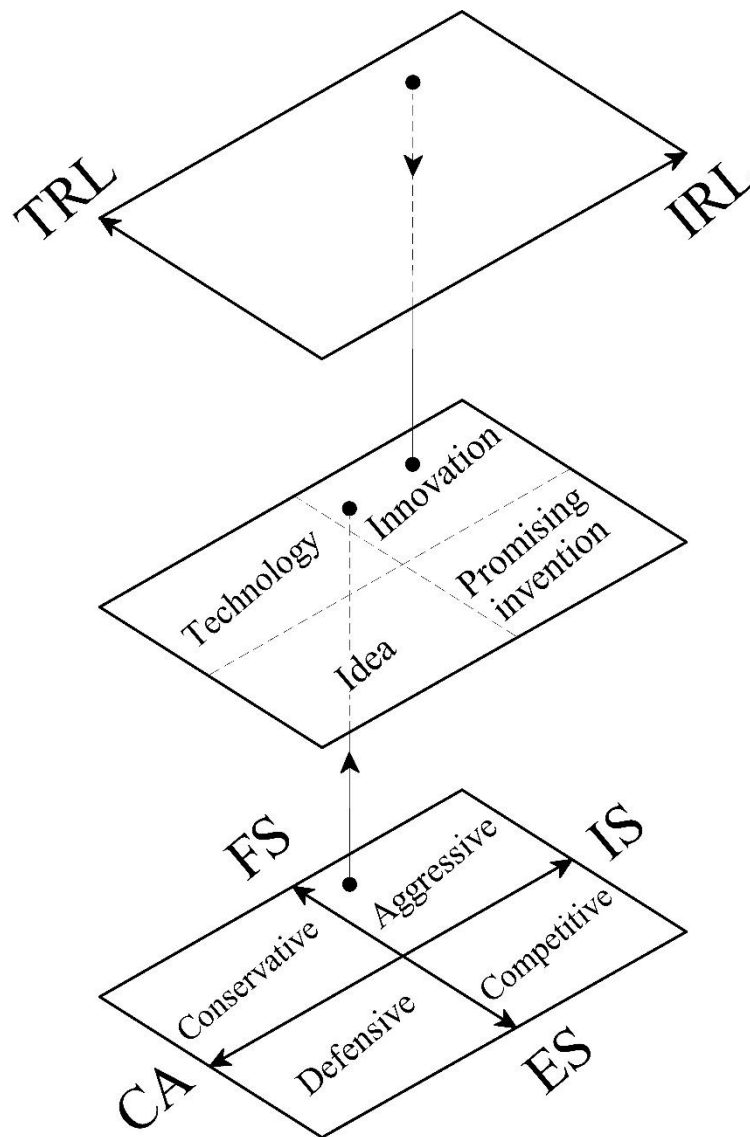 TRL
IRL
Innovation
Technology
Promising
invention
Idea
FS
IS
Aggressive
Conservative
Competitive
Defensive
CA
ES